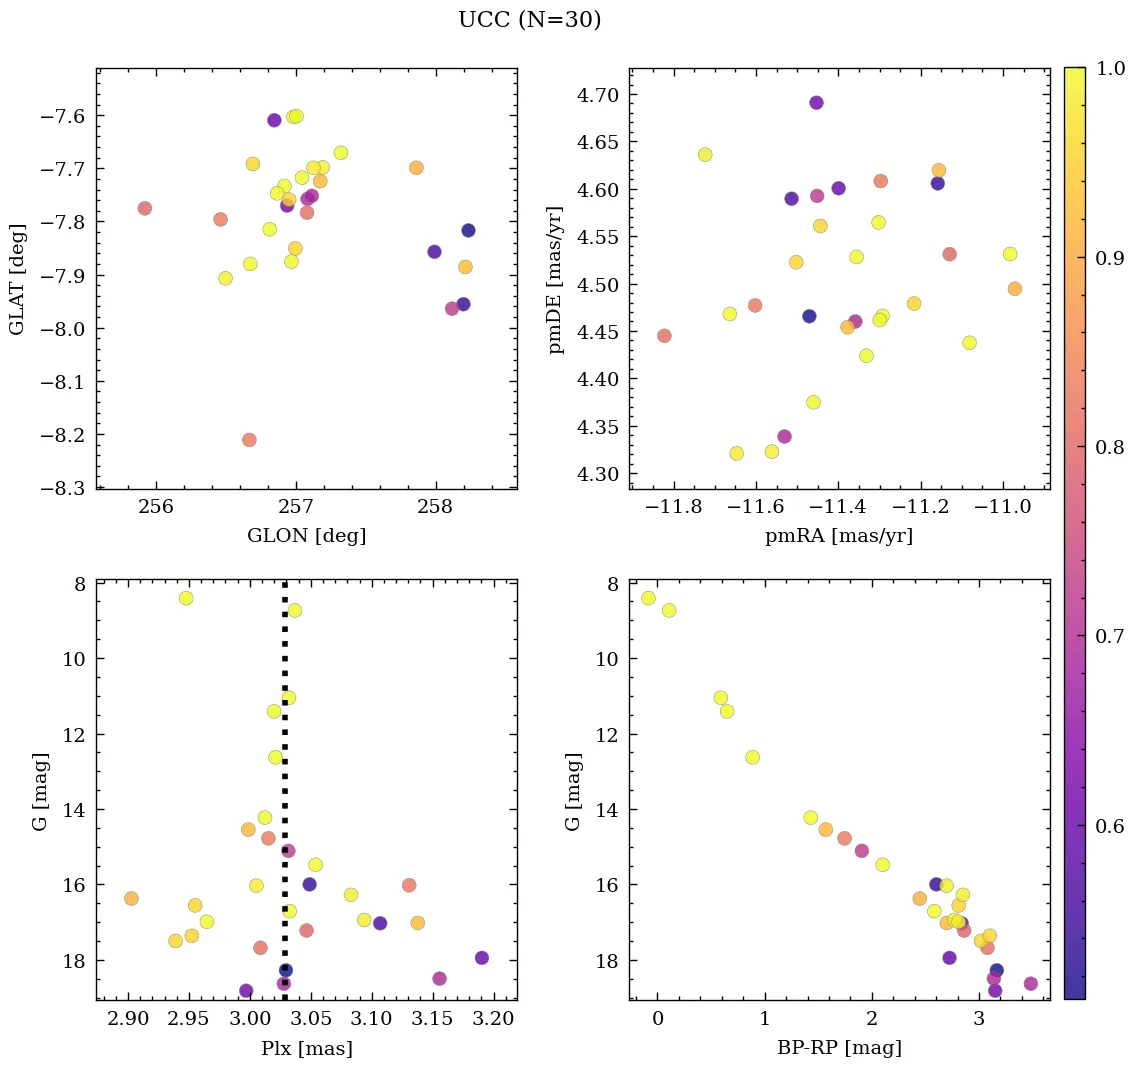 UCC (N=30)
−7.6
−7.7
−7.8
−7.9
−8.0
−8.1
−8.2
−8.3
GLAT [deg]
256 257 258
GLON [deg]
4.70
4.65
4.60
4.55
4.50
4.45
4.40
4.35
4.30
pmDE [mas/yr]
−11.8 −11.6 −11.4 −11.2 −11.0
pmRA [mas/yr]
8
10
12
14
16
18
G [mag]
2.90 2.95 3.00 3.05 3.10 3.15 3.20
Plx [mas]
8
10
12
14
16
18
G [mag]
0 1 2 3
BP-RP [mag]
1.0
0.9
0.8
0.7
0.6